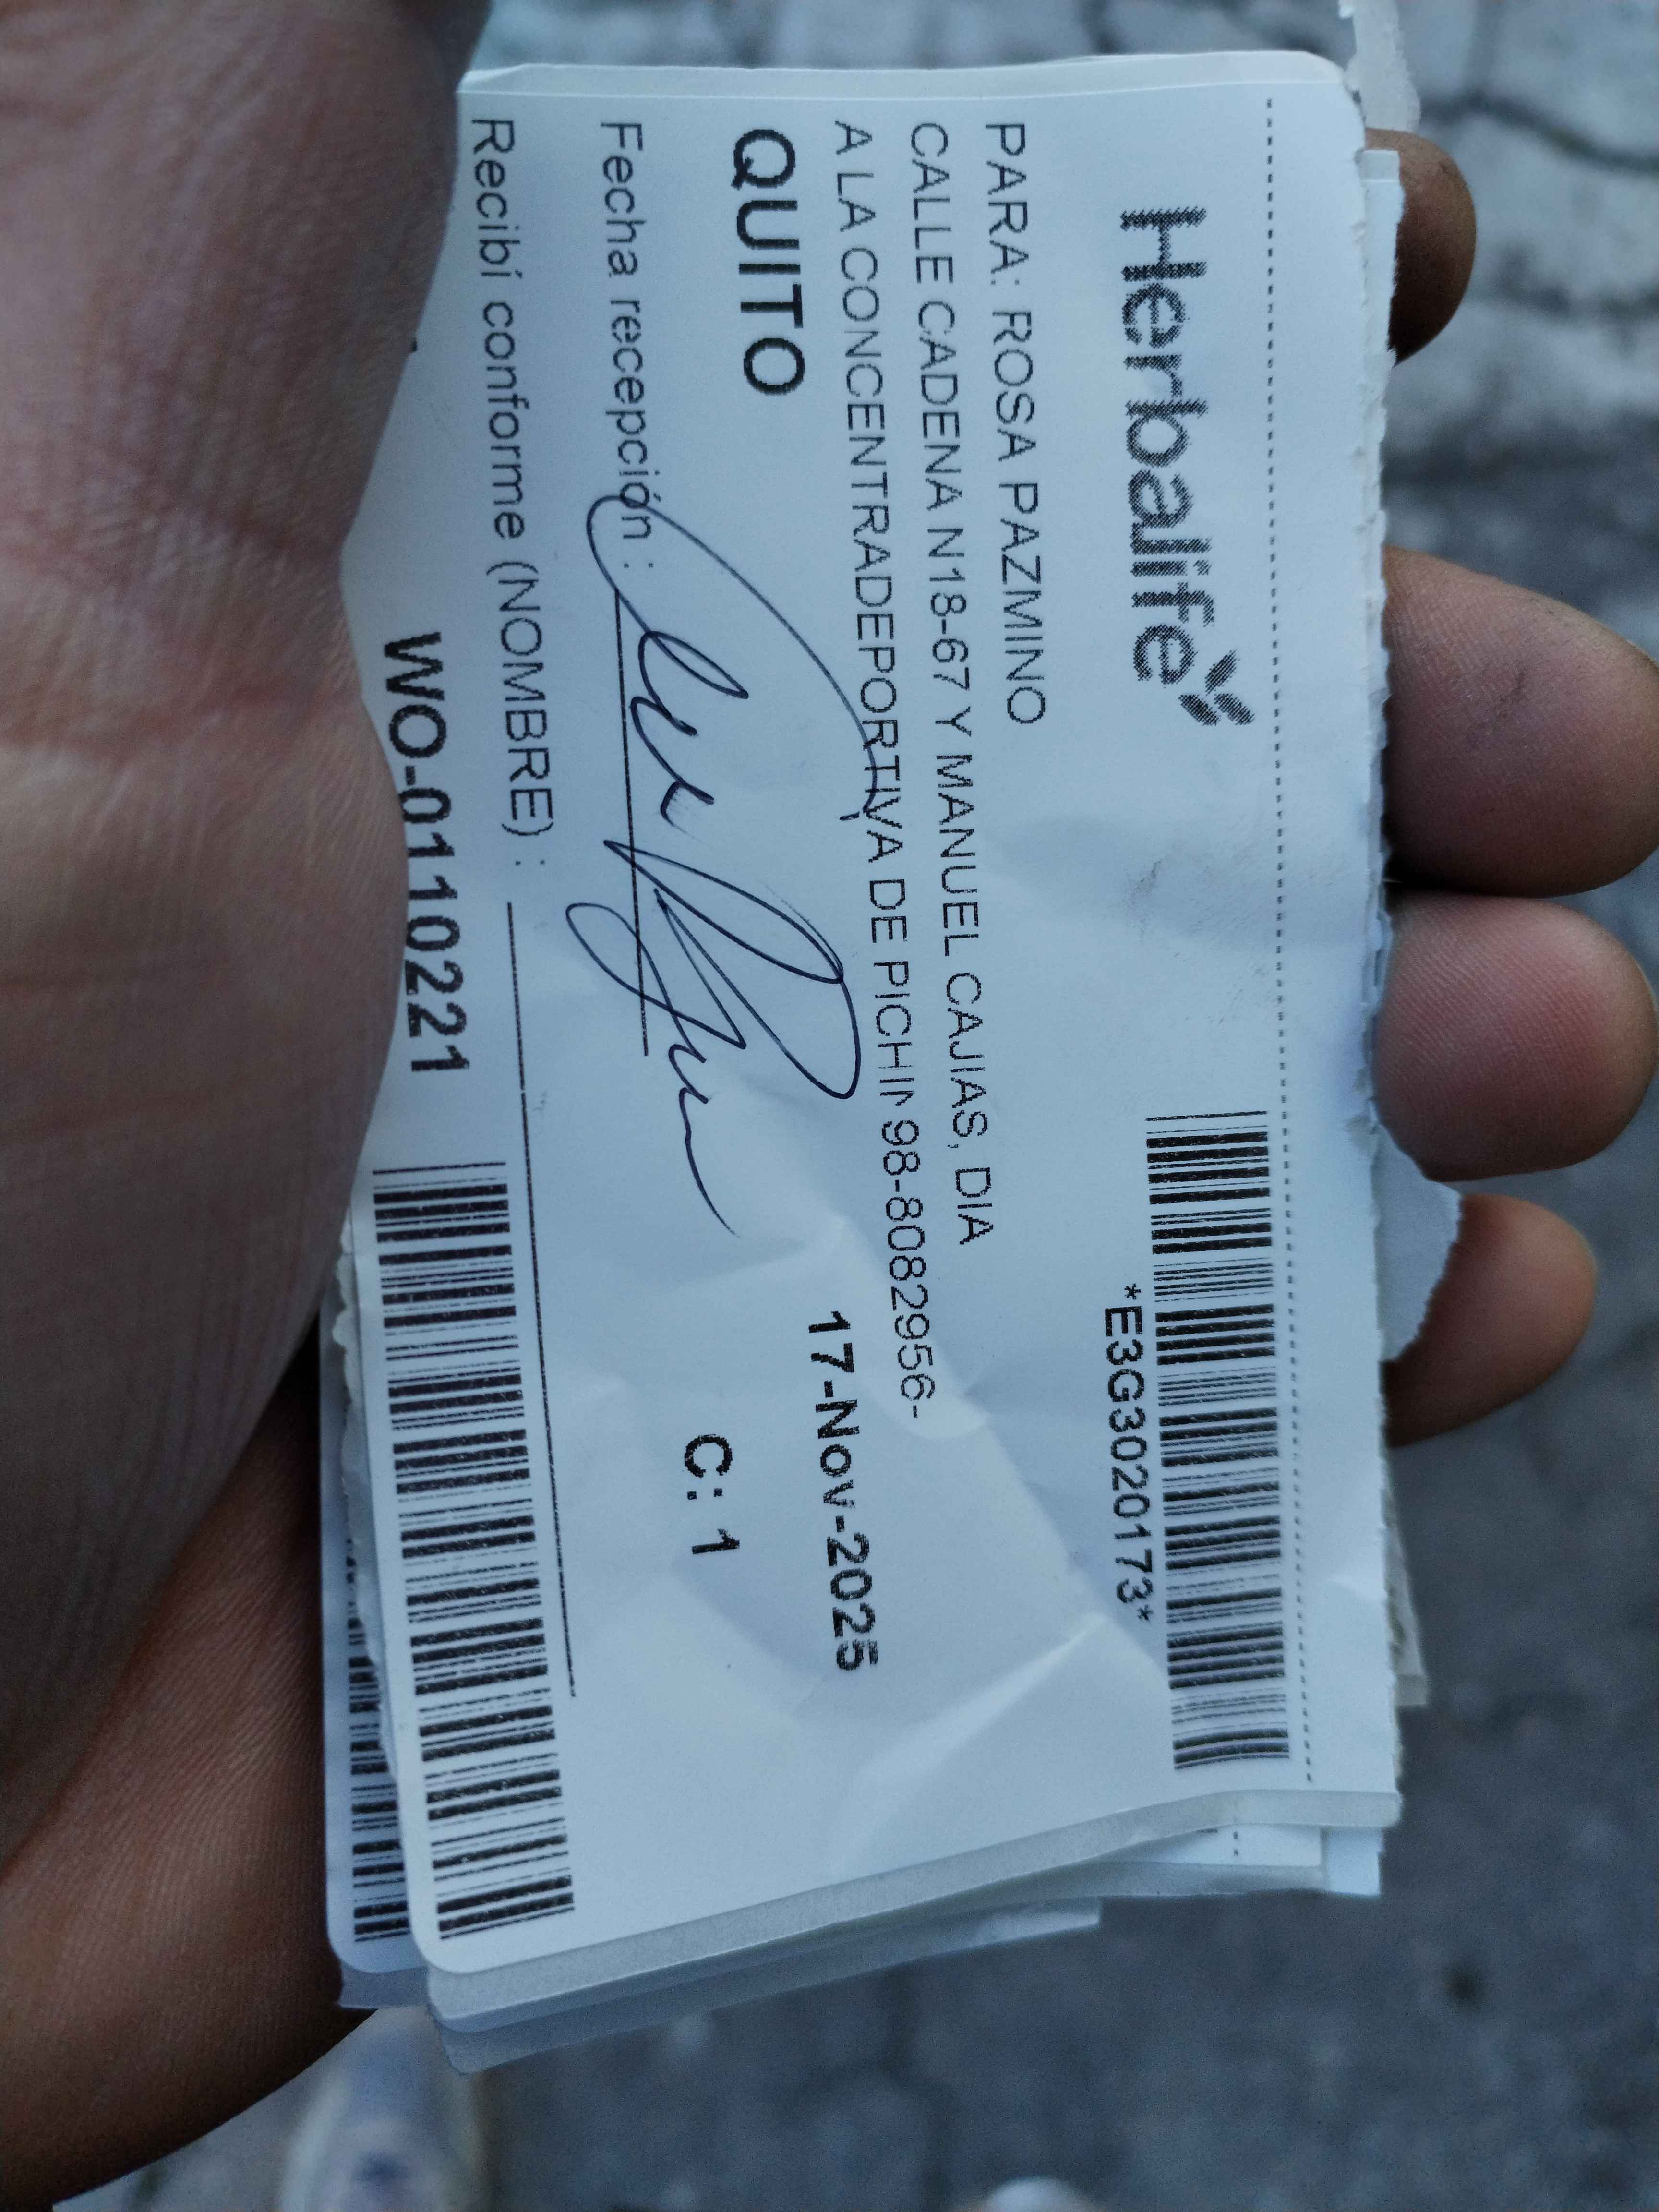 Herbalife
*E3G3020173*
PARA: ROSA PAZMINO
CALLE CADENA N18-67 Y MANUEL CAJIAS, DIA
A LA CONCENTRADEPORTIVA DE PICHIN 98-8082956-
17-Nov-2025
QUITO
C: 1
Fecha recepción :
Recibí conforme (NOMBRE) :
WO-0110221